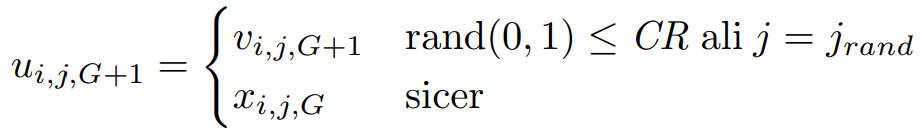 u_{i,j,G+1} = { v_{i,j,G+1} rand(0, 1) ≤ CR ali j = j_{rand}
x_{i,j,G} sicer